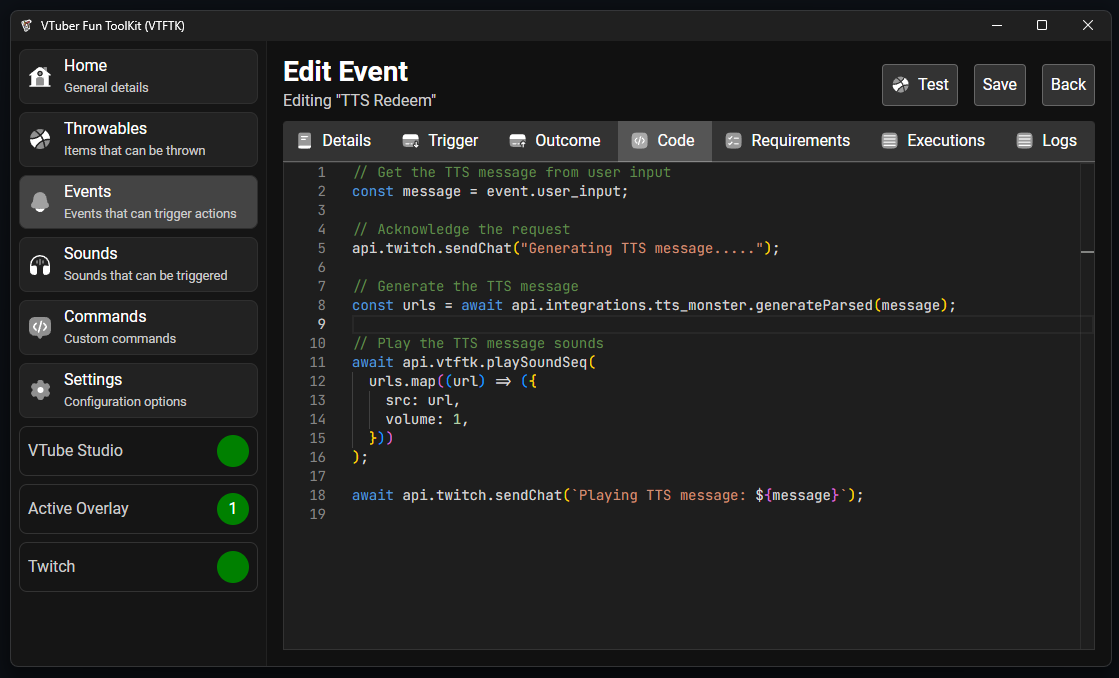 VTuber Fun ToolKit (VTFTK)
Home
General details
Throwables
Items that can be thrown
Events
Events that can trigger actions
Sounds
Sounds that can be triggered
Commands
Custom commands
Settings
Configuration options
VTube Studio
Active Overlay 1
Twitch
Edit Event
Editing "TTS Redeem"
Test Save Back
Details Trigger Outcome Code Requirements Executions Logs
1 // Get the TTS message from user input
2 const message = event.user_input;
3
4 // Acknowledge the request
5 api.twitch.sendChat("Generating TTS message.....");
6
7 // Generate the TTS message
8 const urls = await api.integrations.tts_monster.generateParsed(message);
9
10 // Play the TTS message sounds
11 await api.vtftk.playSoundSeq(
12 urls.map((url) => ({
13 src: url,
14 volume: 1,
15 }))
16 );
17
18 await api.twitch.sendChat(`Playing TTS message: ${message}`);
19